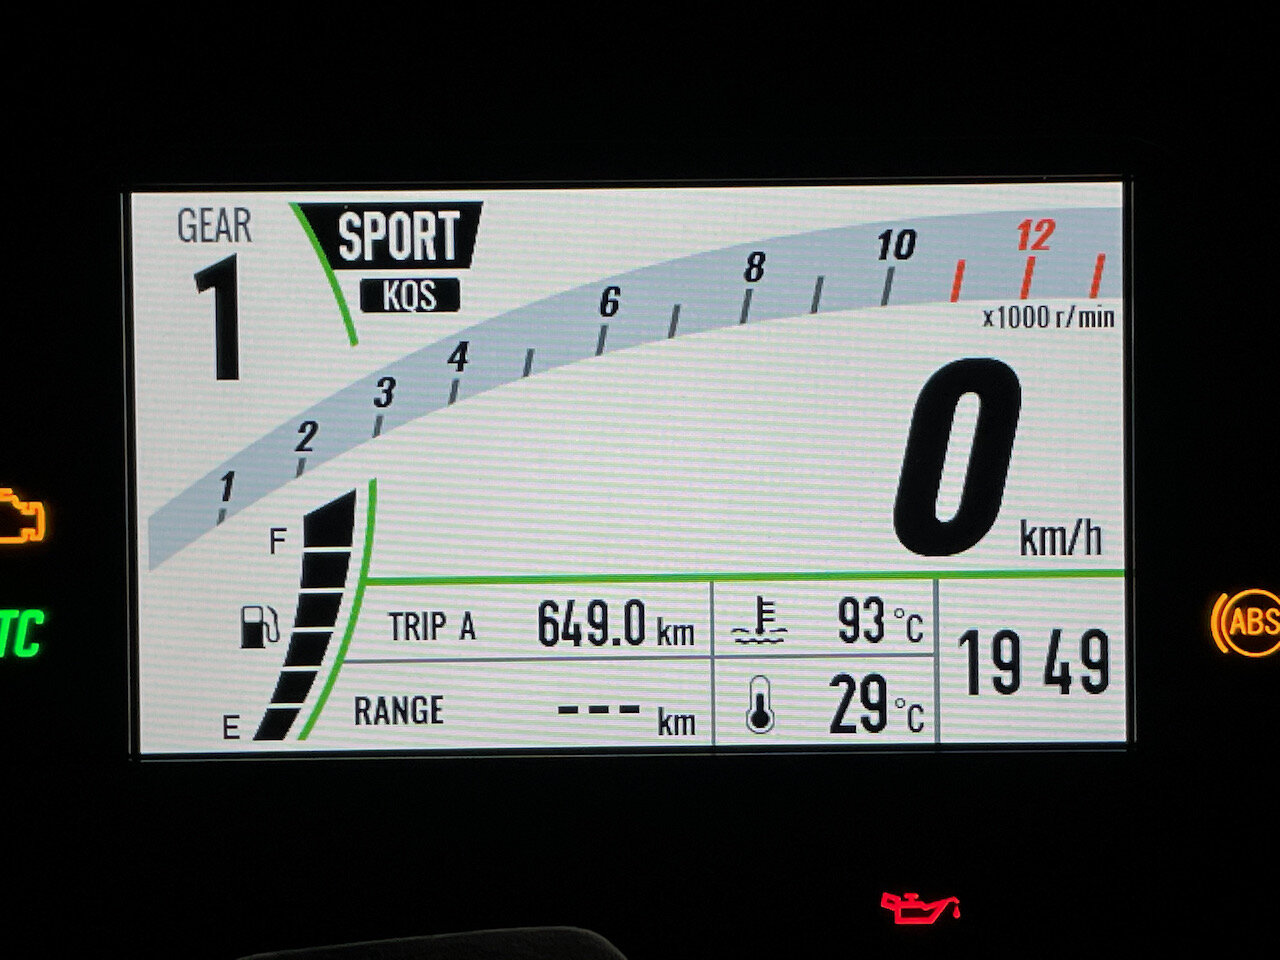 GEAR
1
SPORT
KQS
1
2
3
4
6
8
10
12
x1000 r/min
0
km/h
F
E
TRIP A 649.0 km
93 °C
RANGE --- km
29 °C
19 49
TC
ABS